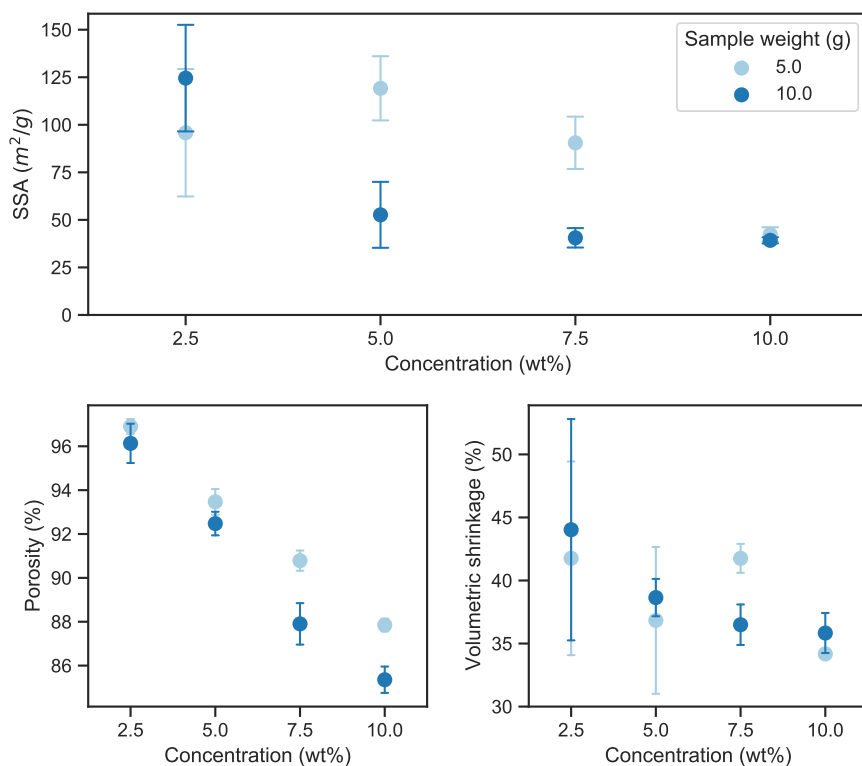 150
125
100
75
50
25
0
SSA (m²/g)
Sample weight (g)
5.0
10.0
2.5 5.0 7.5 10.0
Concentration (wt%)
96
94
92
90
88
86
Porosity (%)
2.5 5.0 7.5 10.0
Concentration (wt%)
50
45
40
35
30
Volumetric shrinkage (%)
2.5 5.0 7.5 10.0
Concentration (wt%)